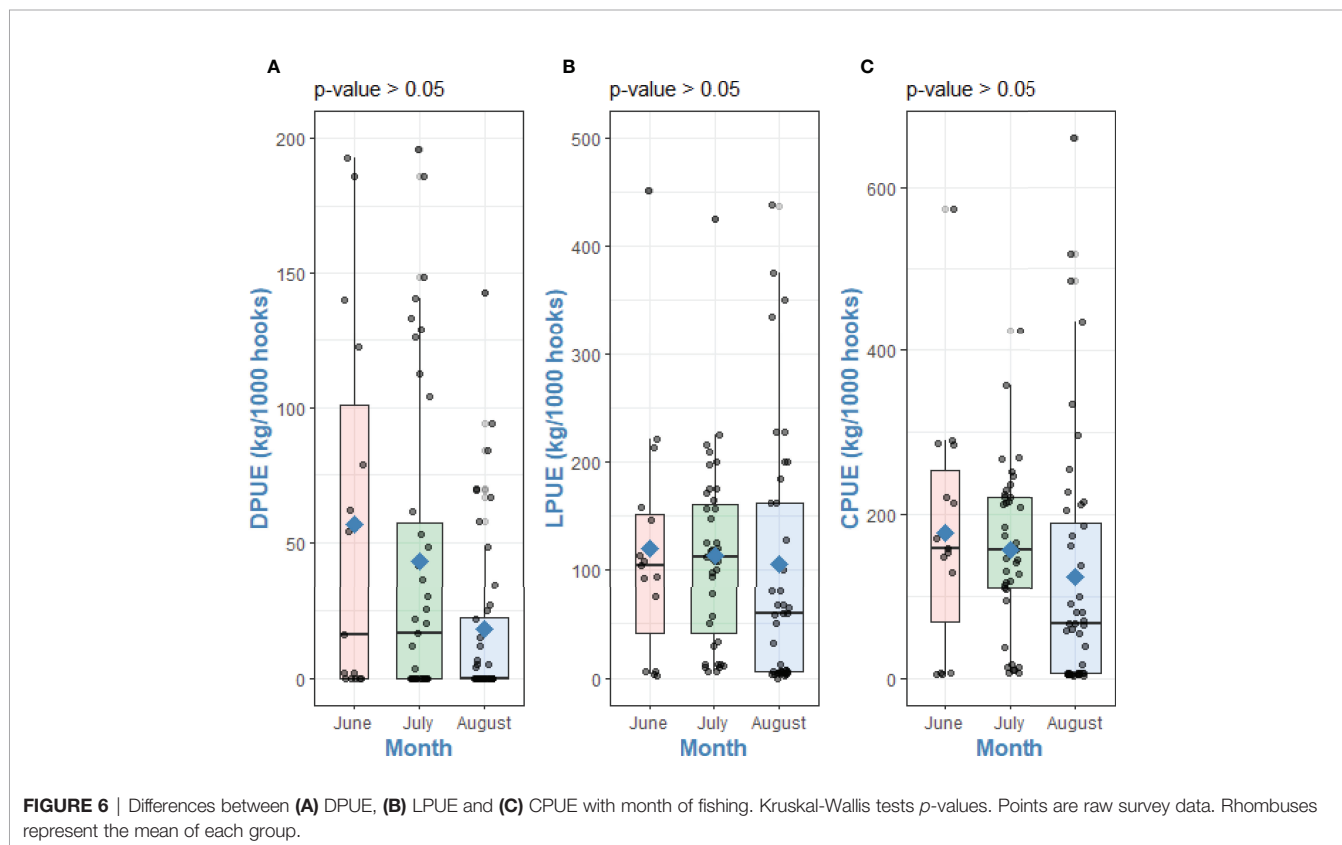 A
p-value > 0.05
DPUE (kg/1000 hooks)
200
150
100
50
0
June July August
Month
B
p-value > 0.05
LPUE (kg/1000 hooks)
500
400
300
200
100
0
June July August
Month
C
p-value > 0.05
CPUE (kg/1000 hooks)
600
400
200
0
June July August
Month
FIGURE 6 | Differences between (A) DPUE, (B) LPUE and (C) CPUE with month of fishing. Kruskal-Wallis tests p-values. Points are raw survey data. Rhombuses
represent the mean of each group.